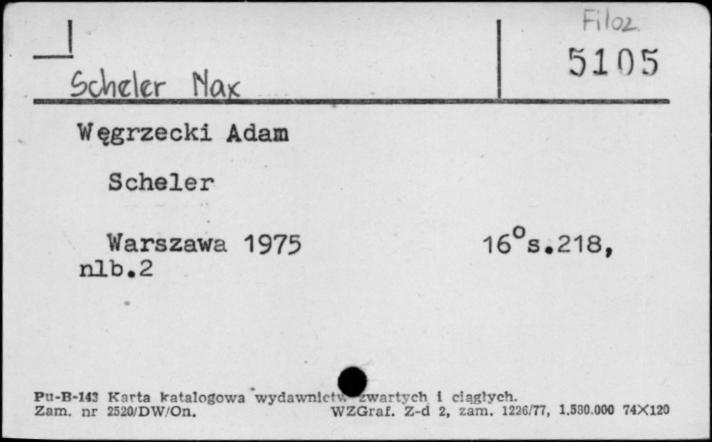 Filoz.
5105
Scheler Max
Węgrzecki Adam
Scheler
Warszawa 1975 16°s.218,
nlb.2
Pu-B-143 Karta katalogowa wydawnictw zwartych i ciągłych.
Zam. nr 2520/DW/On. WZGraf. Z-d 2, zam. 1226/77, 1.580.000 74X120